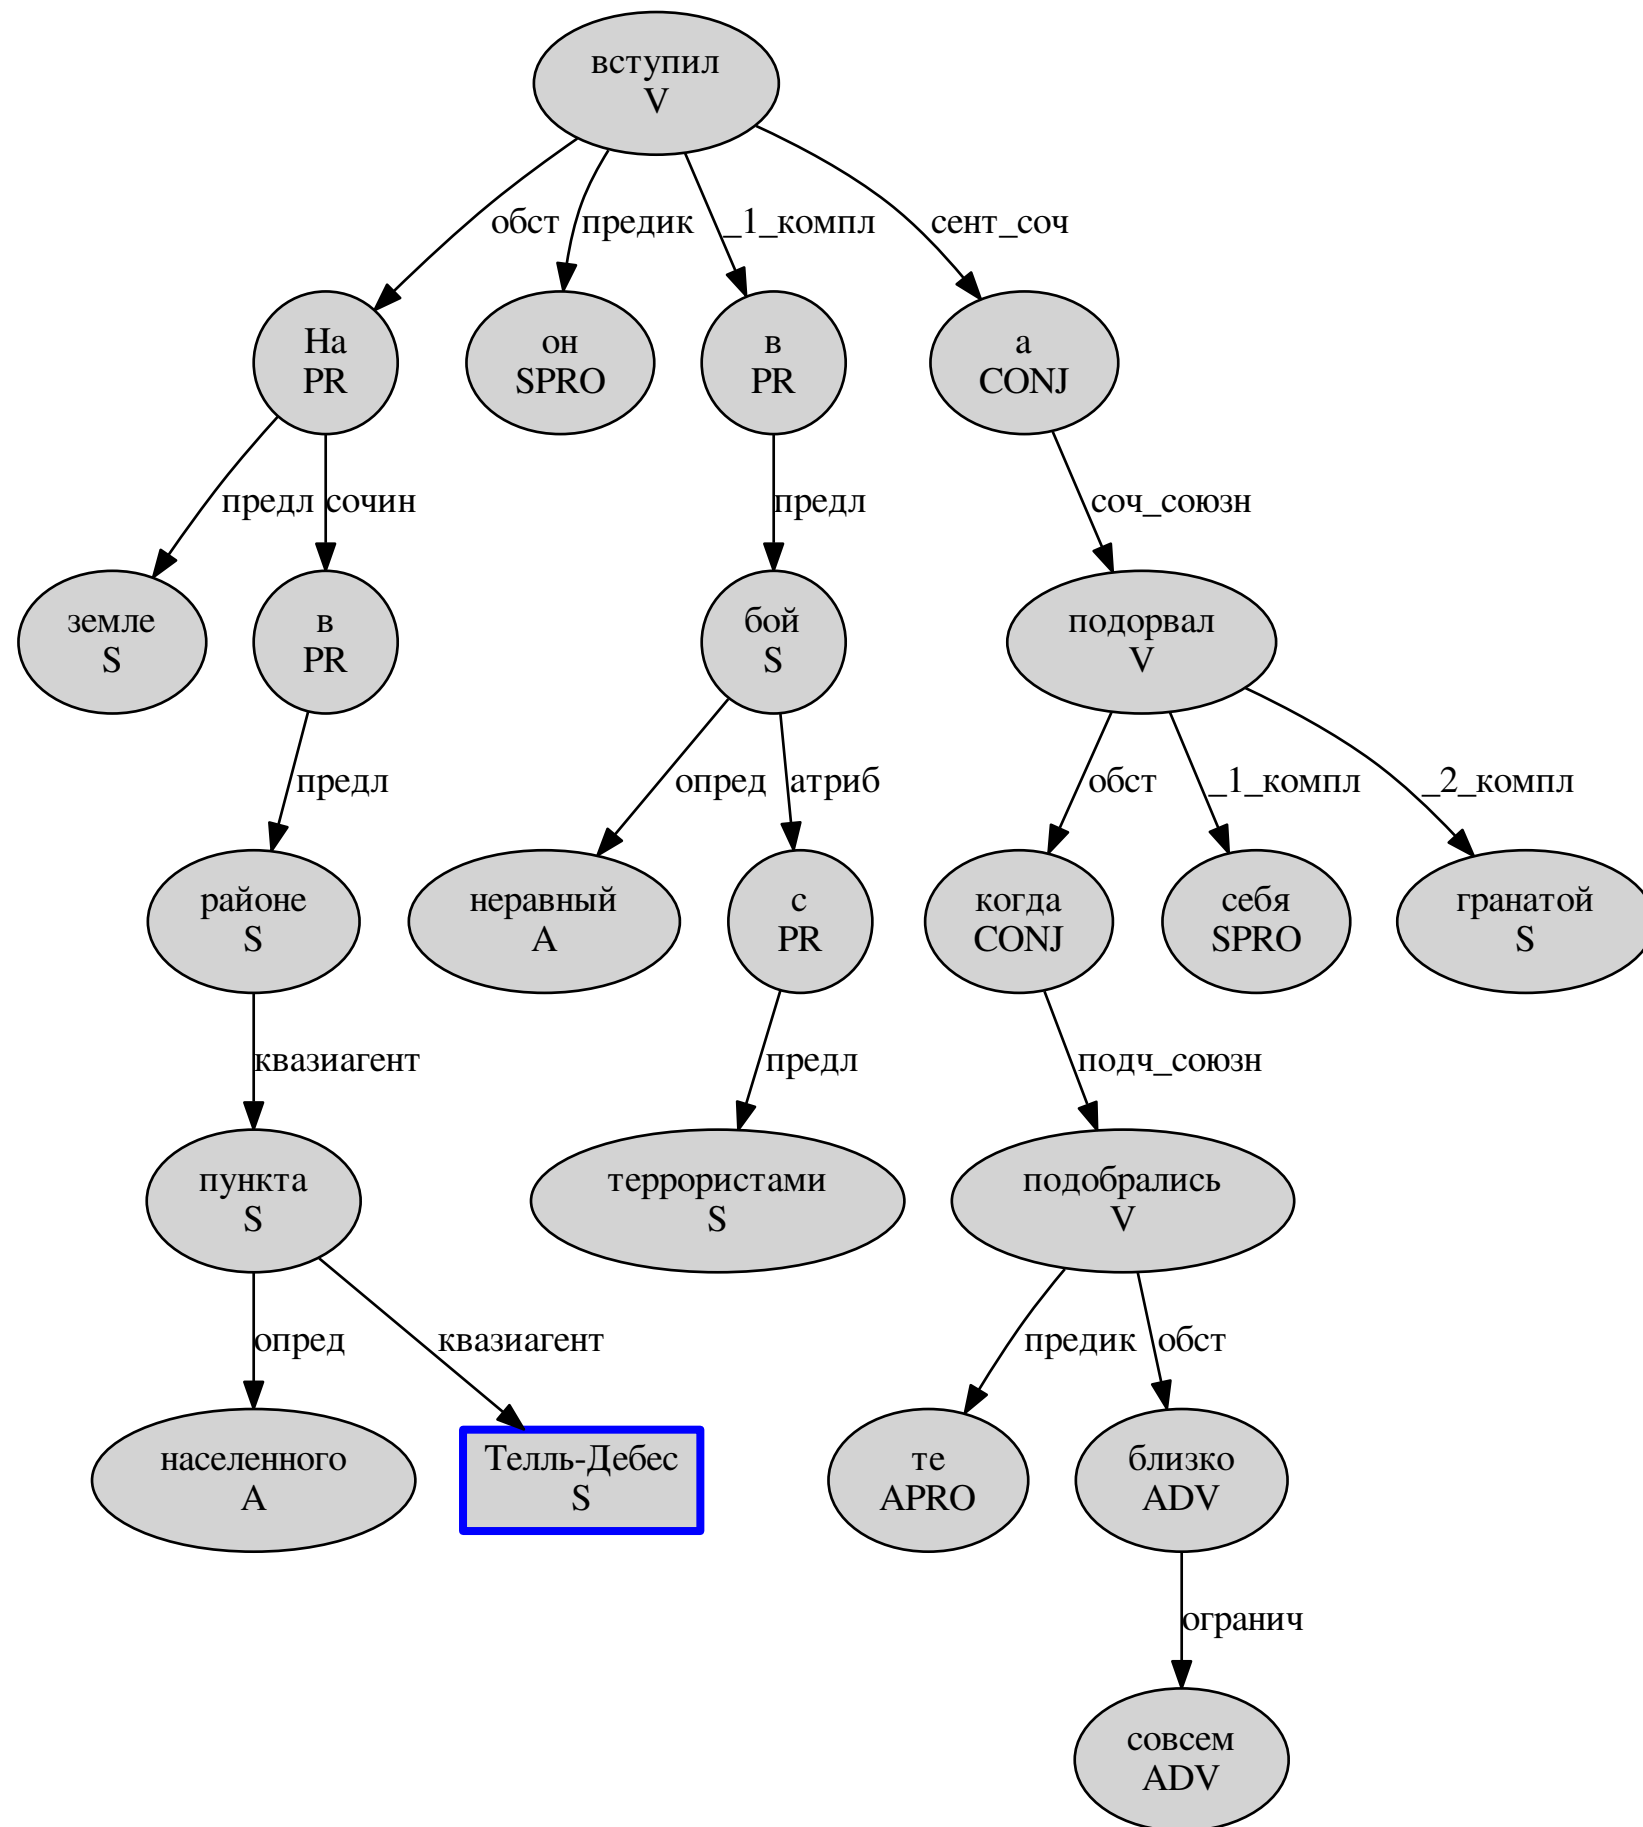 вступил
V
обст
предик
_1_компл
сент_соч
На
PR
он
SPRO
в
PR
а
CONJ
предл
сочин
предл
соч_союзн
земле
S
в
PR
бой
S
подорвал
V
предл
опред
атриб
обст
_1_компл
_2_компл
районе
S
неравный
A
с
PR
когда
CONJ
себя
SPRO
гранатой
S
квазиагент
предл
подч_союзн
пункта
S
террористами
S
подобрались
V
опред
квазиагент
предик
обст
населенного
A
Телль-Дебес
S
те
APRO
близко
ADV
огранич
совсем
ADV